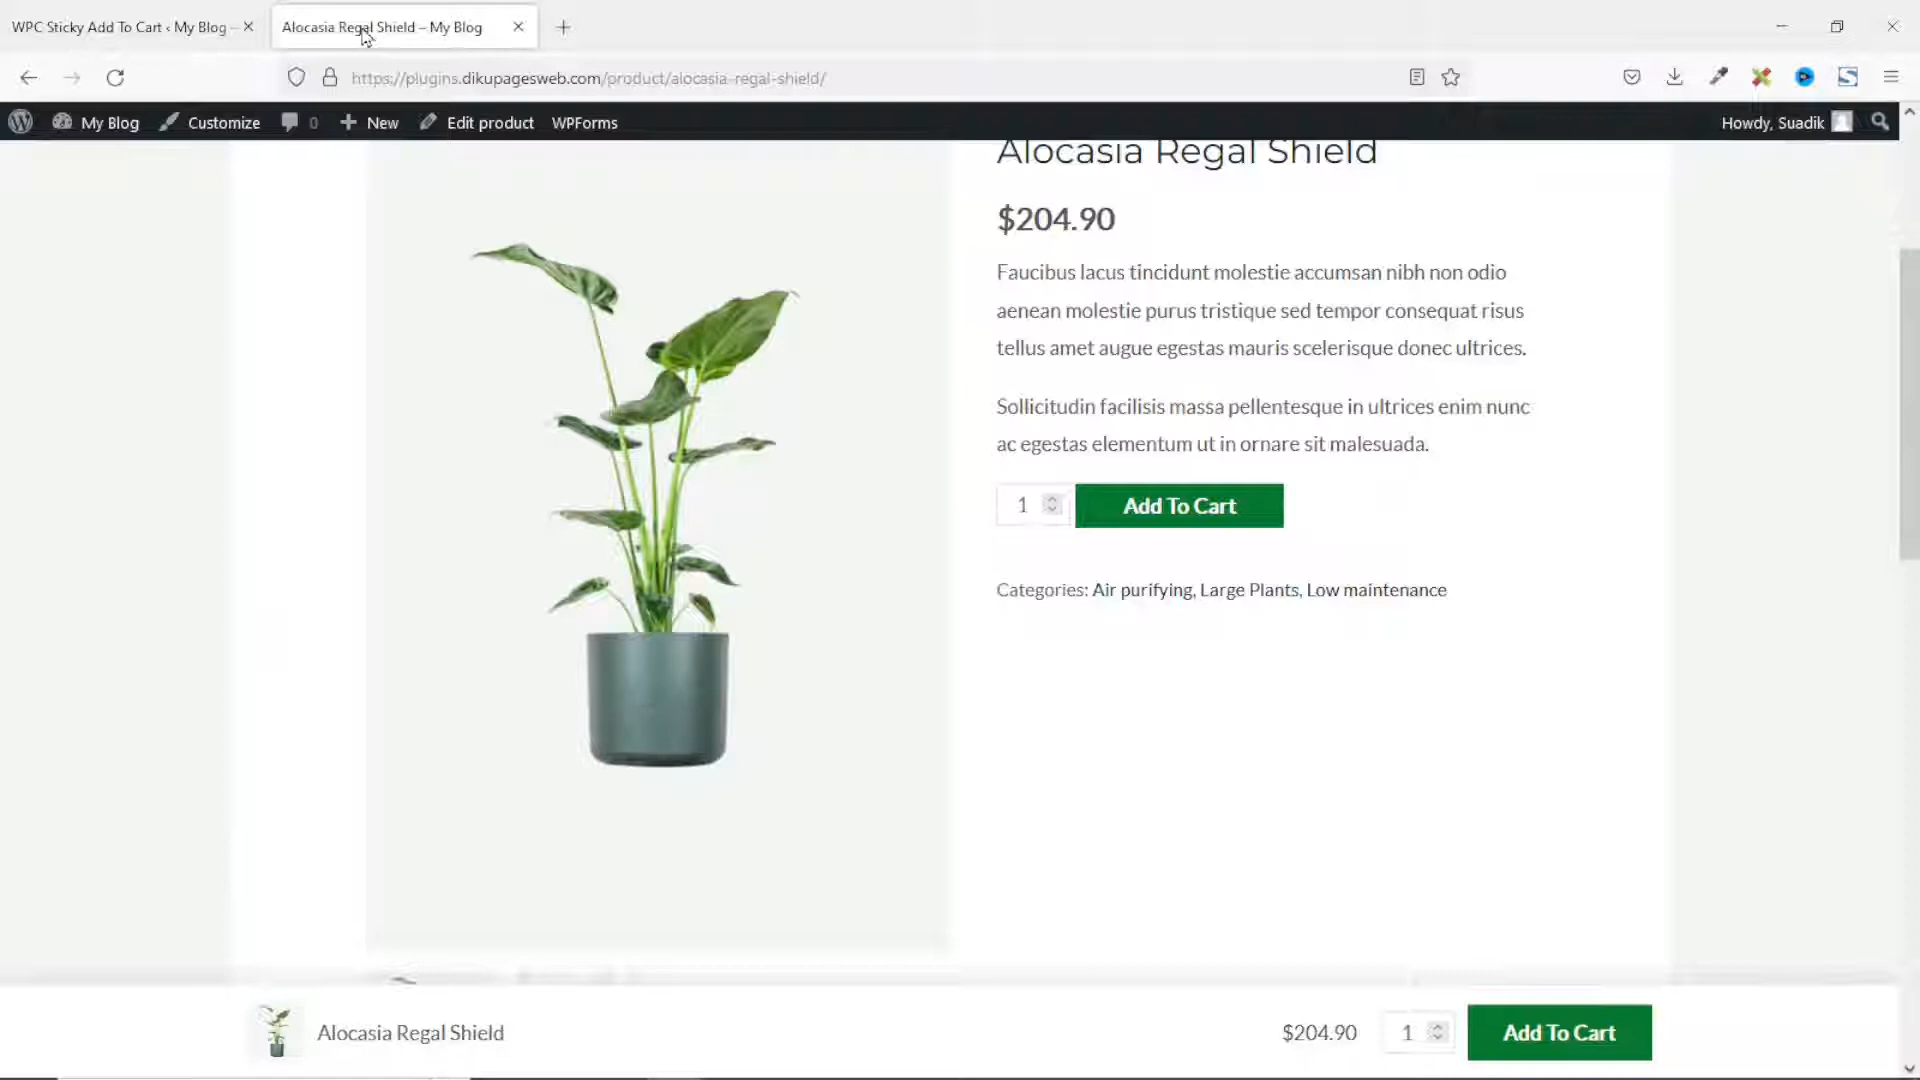 WPC Sticky Add To Cart ‹ My Blog –
Alocasia Regal Shield – My Blog
https://plugins.dikupagesweb.com/product/alocasia-regal-shield/
My Blog
Customize
0
New
Edit product
WPForms
Howdy, Suadik
Alocasia Regal Shield
$204.90
Faucibus lacus tincidunt molestie accumsan nibh non odio
aenean molestie purus tristique sed tempor consequat risus
tellus amet augue egestas mauris scelerisque donec ultrices.
Sollicitudin facilisis massa pellentesque in ultrices enim nunc
ac egestas elementum ut in ornare sit malesuada.
1
Add To Cart
Categories: Air purifying, Large Plants, Low maintenance
Alocasia Regal Shield
$204.90
1
Add To Cart